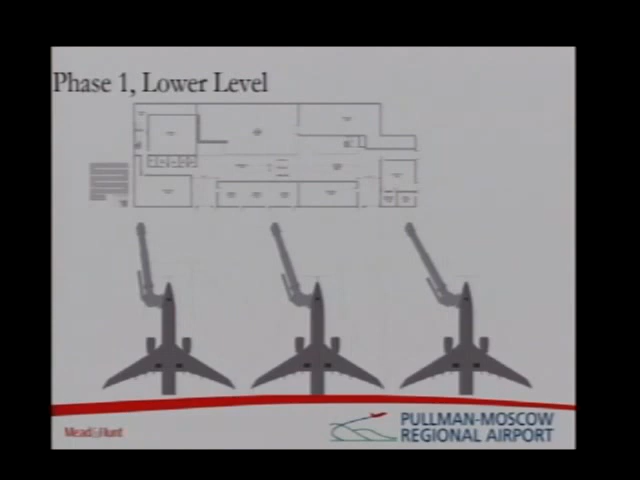 Phase 1, Lower Level
Mead&Hunt
PULLMAN-MOSCOW
REGIONAL AIRPORT